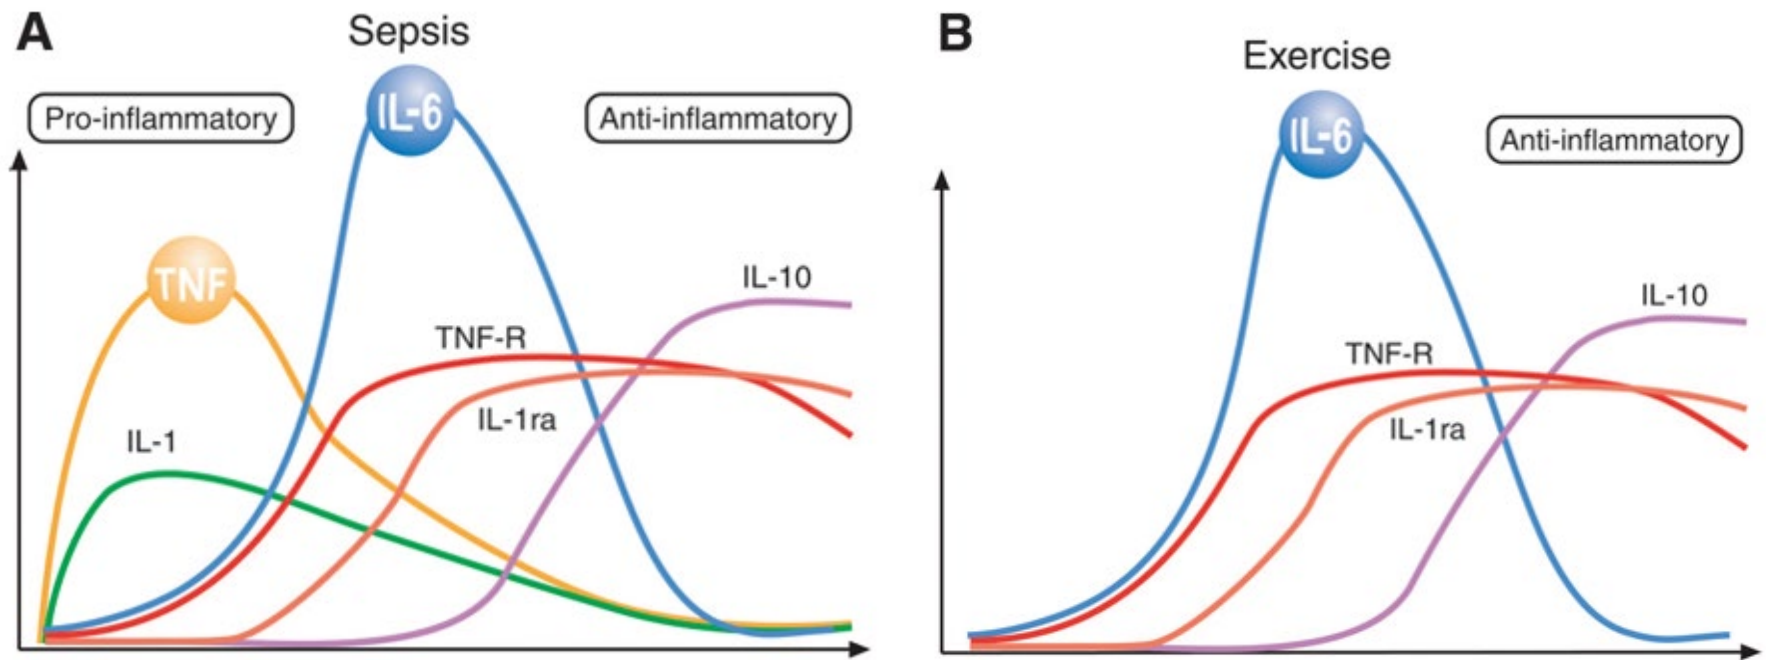 A
Sepsis
Pro-inflammatory
IL-6
Anti-inflammatory
TNF
IL-10
TNF-R
IL-1ra
IL-1
B
Exercise
IL-6
Anti-inflammatory
IL-10
TNF-R
IL-1ra